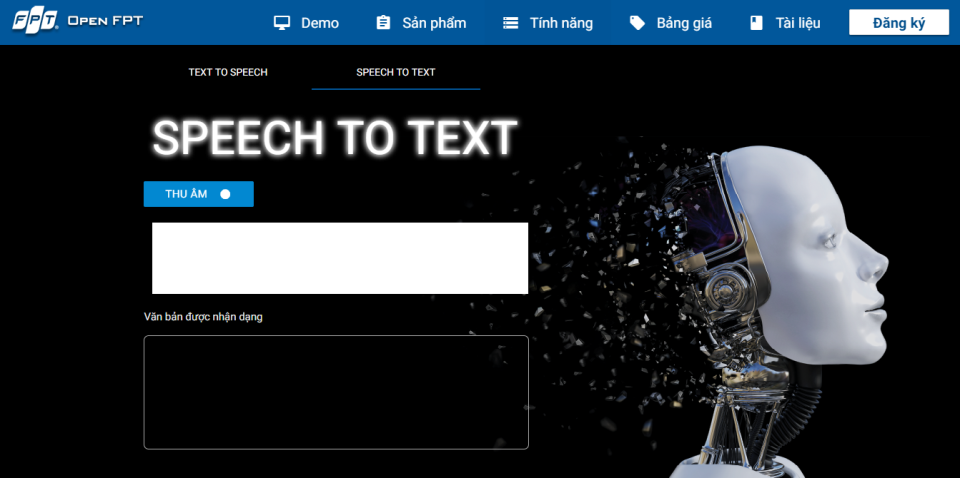 FPT Open FPT
Demo
Sản phẩm
Tính năng
Bảng giá
Tài liệu
Đăng ký
TEXT TO SPEECH
SPEECH TO TEXT
SPEECH TO TEXT
THU ÂM
Văn bản được nhận dạng